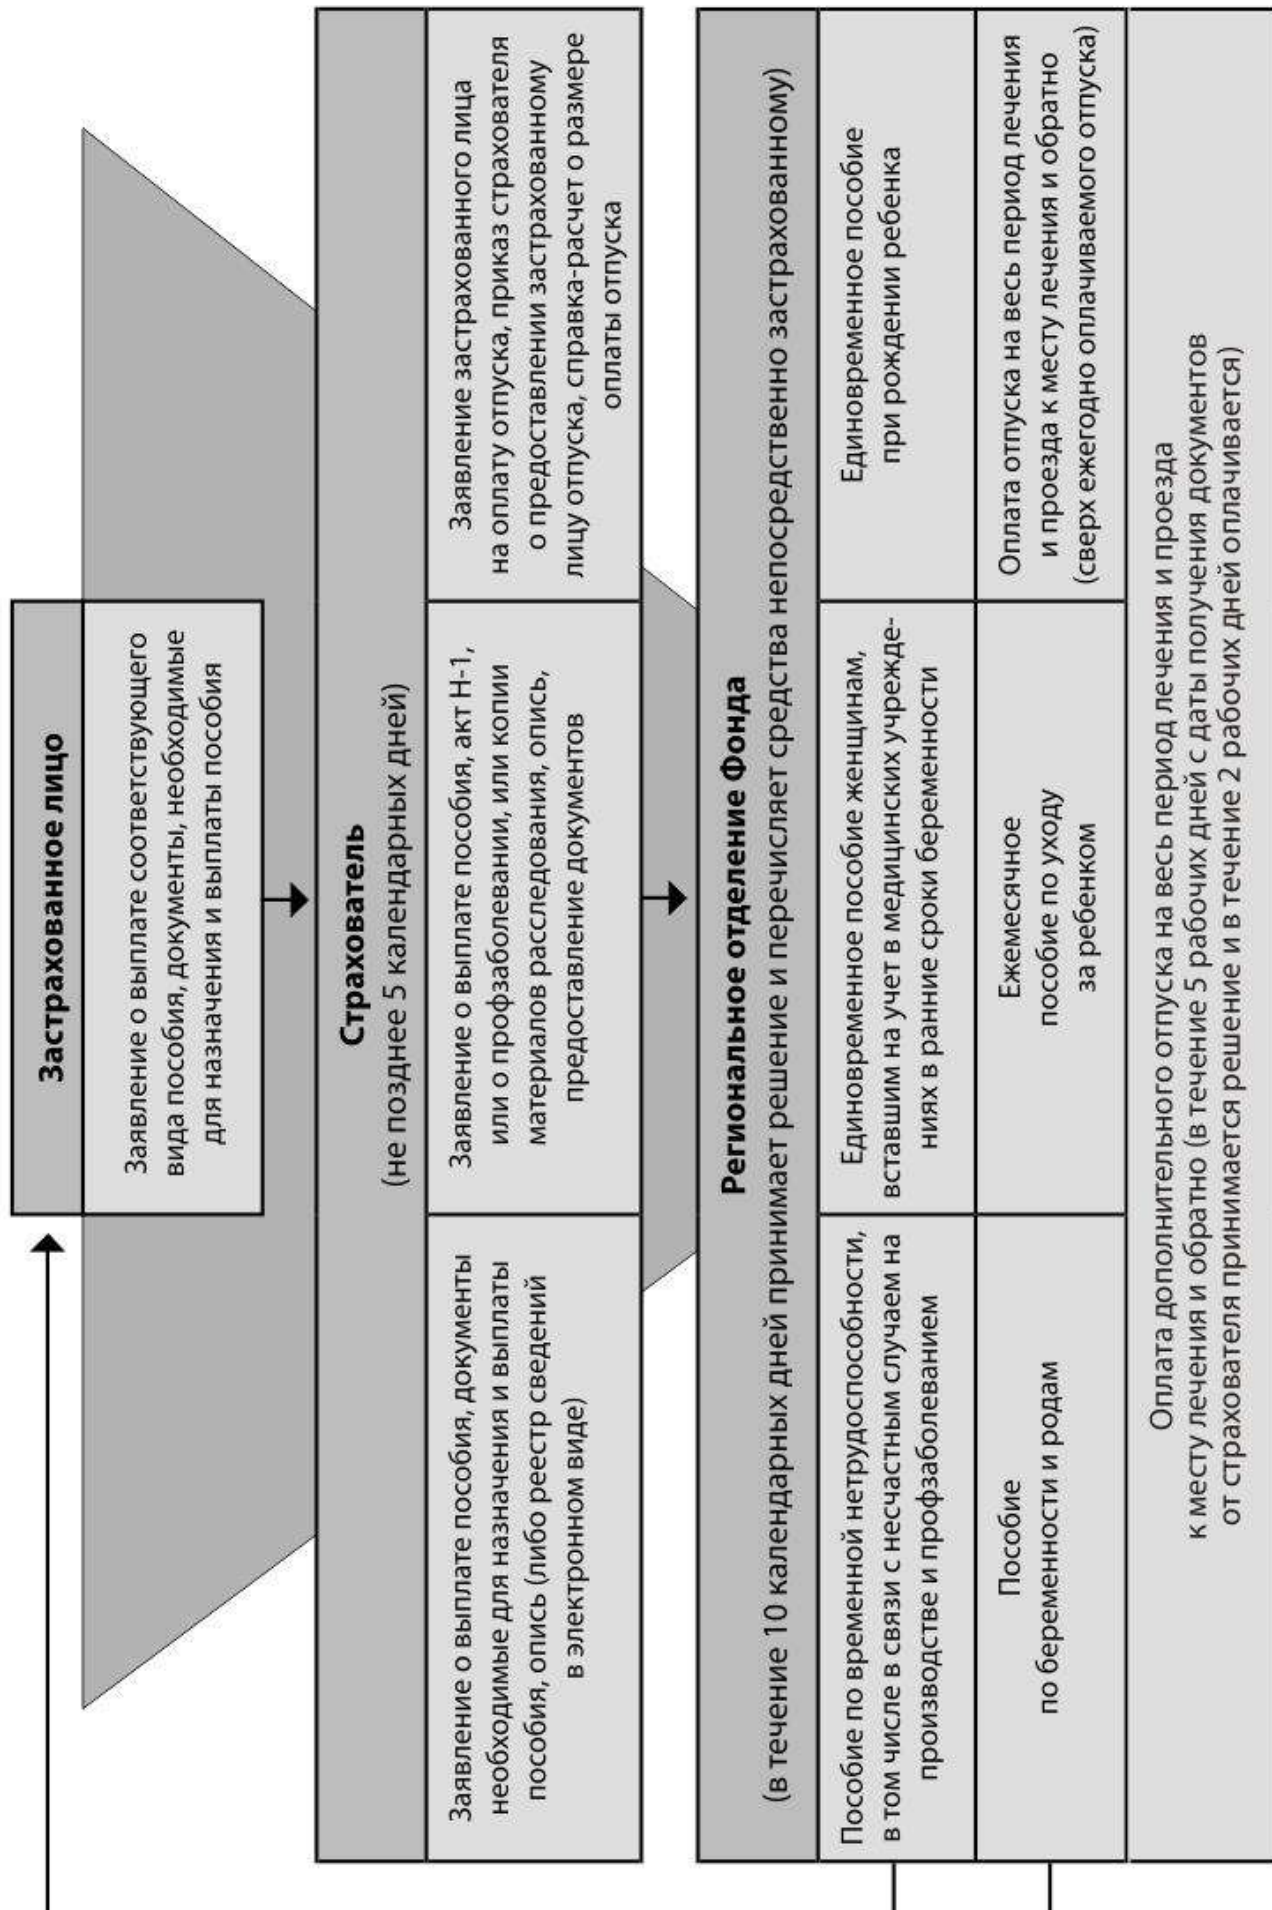 Застрахованное лицо
Заявление о выплате соответствующего
вида пособия, документы, необходимые
для назначения и выплаты пособия
Страхователь
(не позднее 5 календарных дней)
Заявление о выплате пособия, документы
необходимые для назначения и выплаты
пособия, опись (либо реестр сведений
в электронном виде)
Заявление о выплате пособия, акт Н-1,
или о профзаболевании, или копии
материалов расследования, опись,
предоставление документов
Заявление застрахованного лица
на оплату отпуска, приказ страхователя
о предоставлении застрахованному
лицу отпуска, справка-расчет о размере
оплаты отпуска
Региональное отделение Фонда
(в течение 10 календарных дней принимает решение и перечисляет средства непосредственно застрахованному)
Пособие по временной нетрудоспособности,
в том числе в связи с несчастным случаем на
производстве и профзаболеванием
Единовременное пособие женщинам,
вставшим на учет в медицинских учрежде-
ниях в ранние сроки беременности
Единовременное пособие
при рождении ребенка
Пособие
по беременности и родам
Ежемесячное
пособие по уходу
за ребенком
Оплата отпуска на весь период лечения
и проезда к месту лечения и обратно
(сверх ежегодно оплачиваемого отпуска)
Оплата дополнительного отпуска на весь период лечения и проезда
к месту лечения и обратно (в течение 5 рабочих дней с даты получения документов
от страхователя принимается решение и в течение 2 рабочих дней оплачивается)